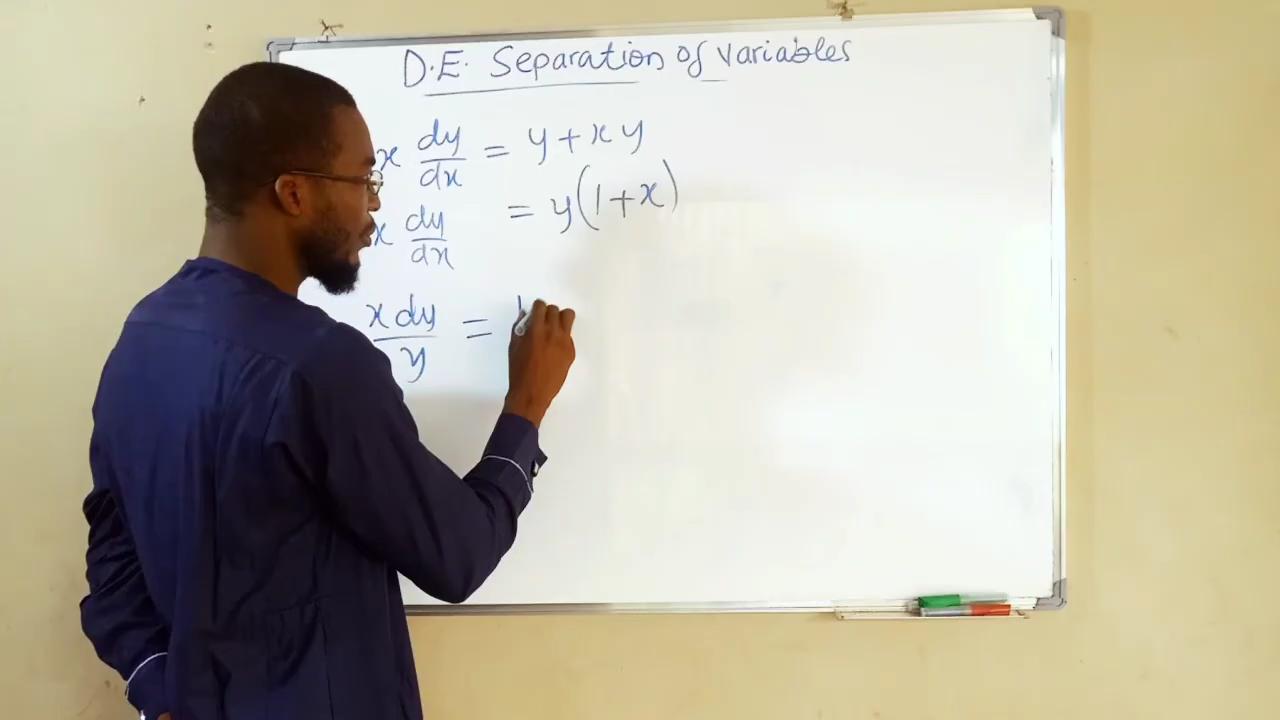 D.E. Separation of variables
x dy/dx = y + xy
x dy/dx = y(1+x)
x dy/y =